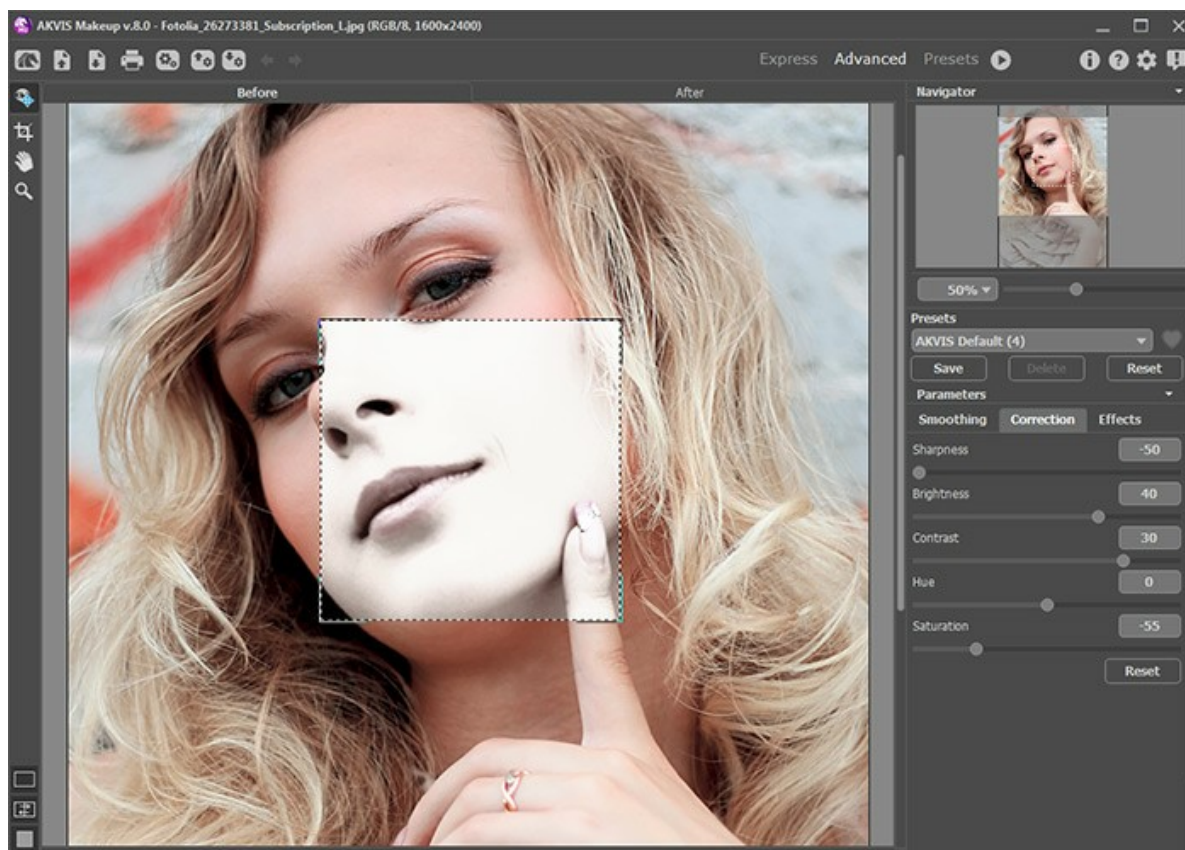 AKVIS Makeup v.8.0 - Fotolia_26273381_Subscription_L.jpg (RGB/8, 1600x2400)
Express Advanced Presets
Before After
Navigator
50%
Presets
AKVIS Default (4)
Save Delete Reset
Parameters
Smoothing Correction Effects
Sharpness -50
Brightness 40
Contrast 30
Hue 0
Saturation -55
Reset